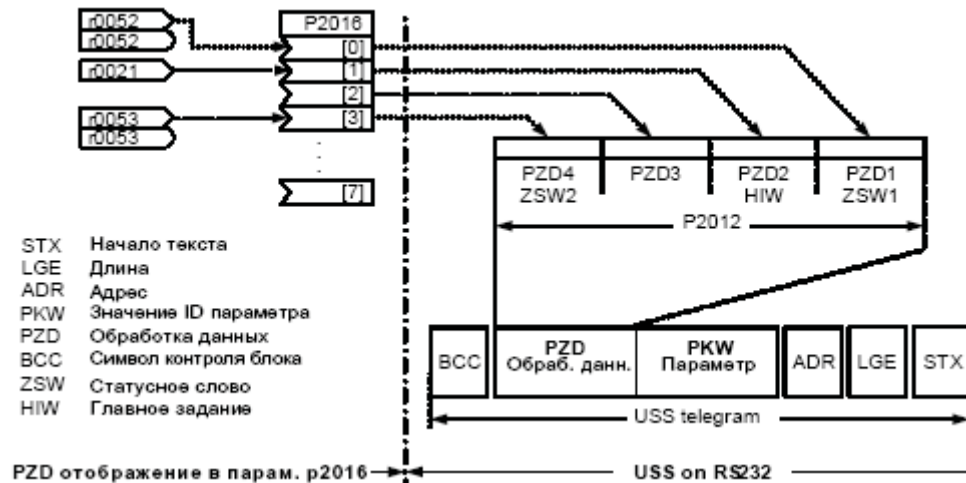 r0052
r0052
r0021
r0053
r0053
P2016
[0]
[1]
[2]
[3]
[7]
PZD4 PZD3 PZD2 PZD1
ZSW2 HIW ZSW1
P2012
STX Начало текста
LGE Длина
ADR Адрес
PKW Значение ID параметра
PZD Обработка данных
BCC Символ контроля блока
ZSW Статусное слово
HIW Главное задание
BCC PZD Обраб. данн. PKW Параметр ADR LGE STX
USS telegram
PZD отображение в парам. p2016
USS on RS232